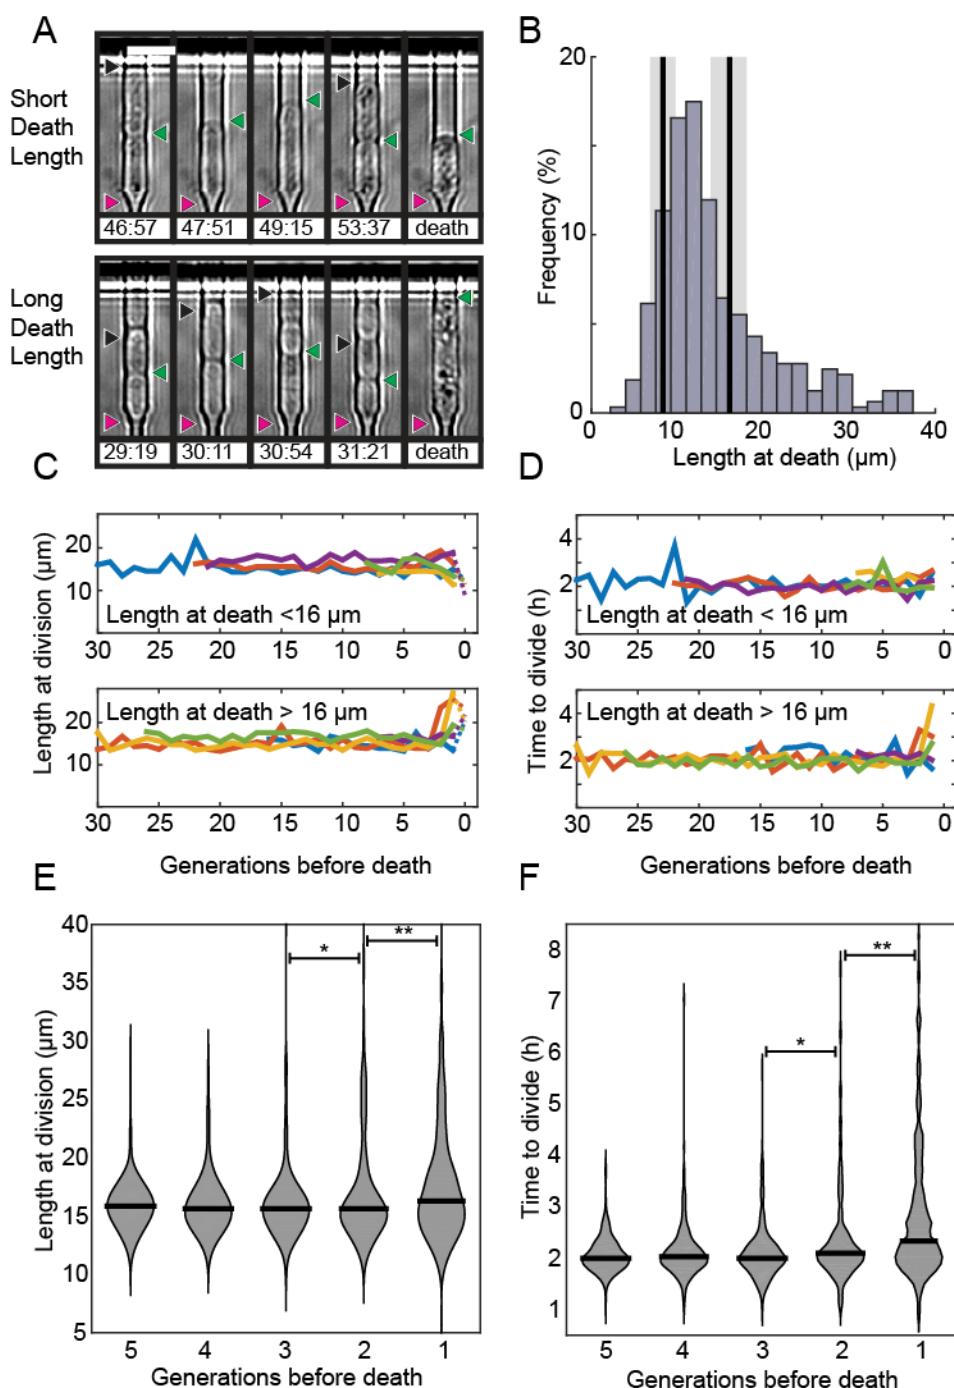 A
Short
Death
Length
46:57 47:51 49:15 53:37 death
Long
Death
Length
29:19 30:11 30:54 31:21 death
B
20
10
0
Frequency (%)
0 10 20 30 40
Length at death (µm)
C
20
10
Length at death <16 µm
30 25 20 15 10 5 0
Length at division (µm)
Length at death > 16 µm
20
10
30 25 20 15 10 5 0
Generations before death
D
4
2
Length at death < 16 µm
30 25 20 15 10 5 0
Time to divide (h)
4
Length at death > 16 µm
2
30 25 20 15 10 5 0
Generations before death
E
40
35
30
25
20
15
10
5
Length at division (µm)
* **
5 4 3 2 1
Generations before death
F
8
7
6
5
4
3
2
1
Time to divide (h)
* **
5 4 3 2 1
Generations before death